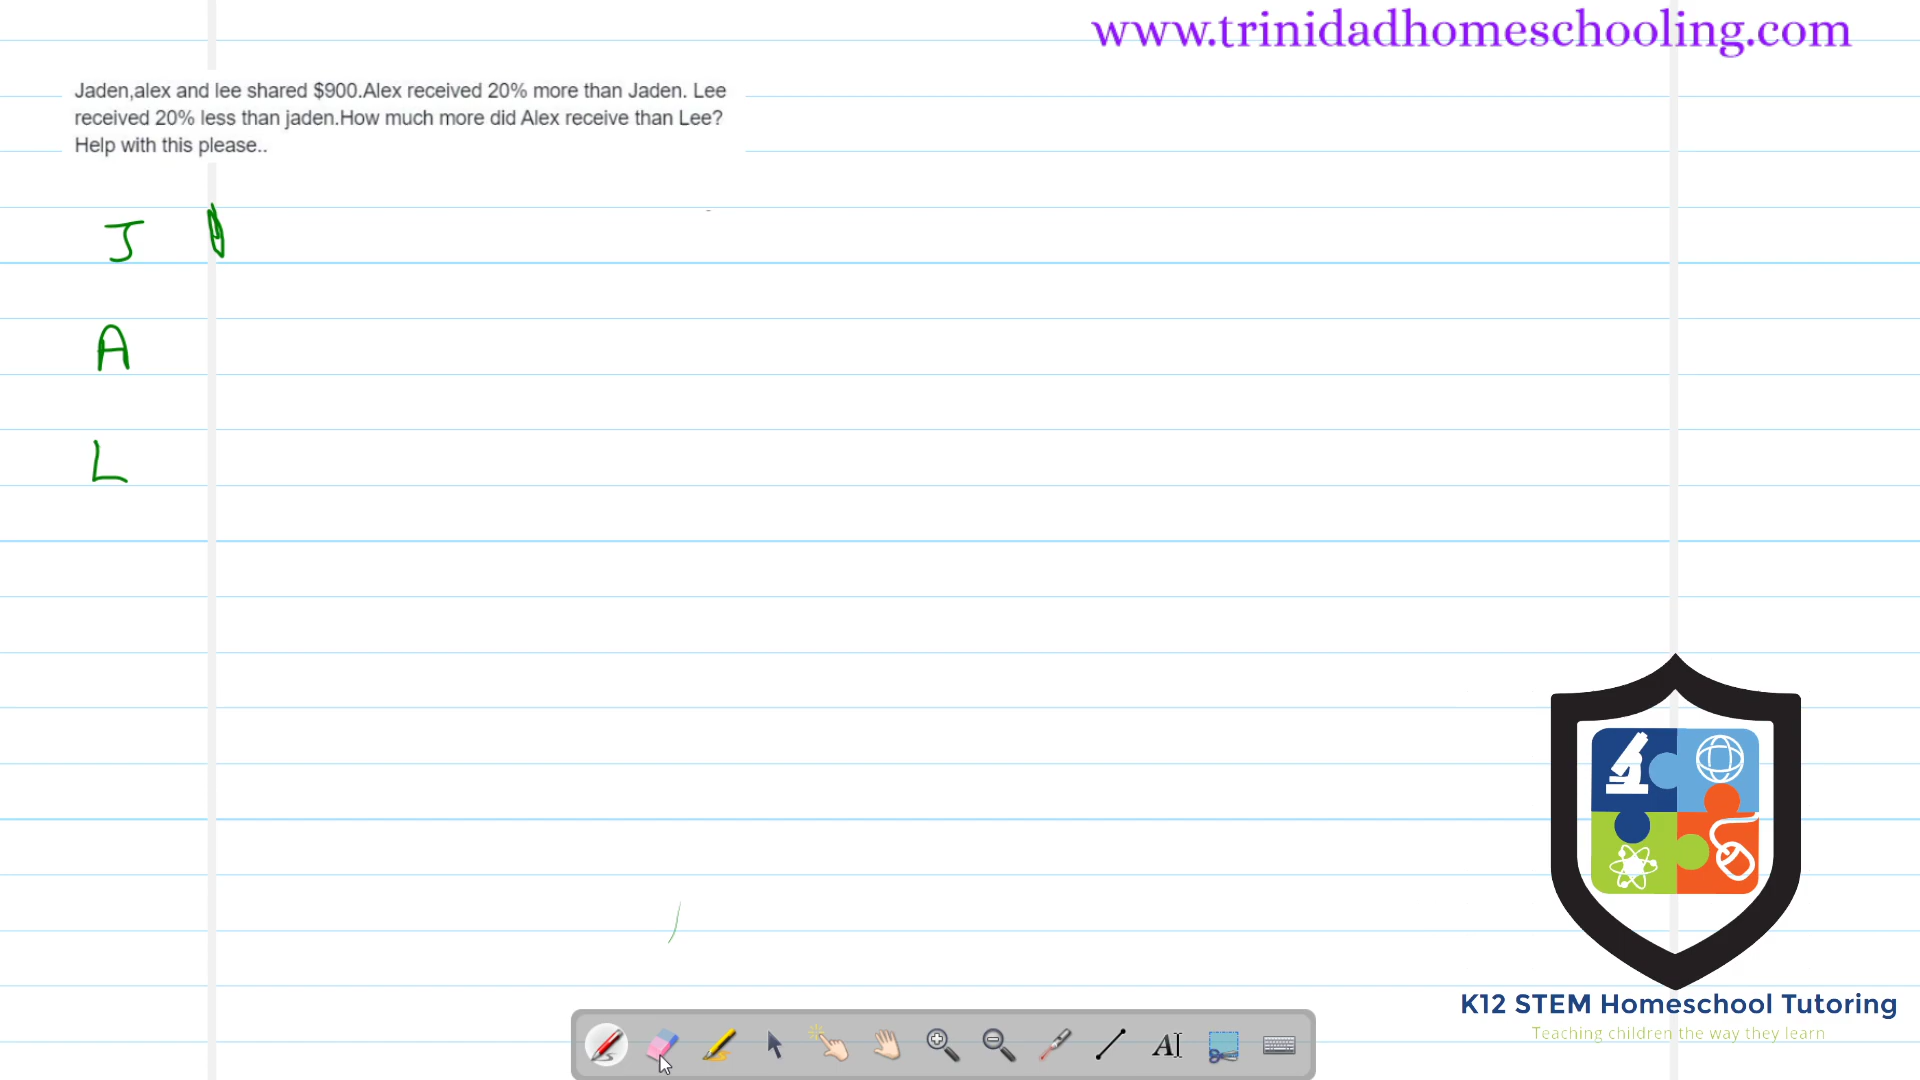 www.trinidadhomeschooling.com
Jaden,alex and lee shared $900.Alex received 20% more than Jaden. Lee
received 20% less than jaden.How much more did Alex receive than Lee?
Help with this please..
J
A
L
K12 STEM Homeschool Tutoring
Teaching children the way they learn